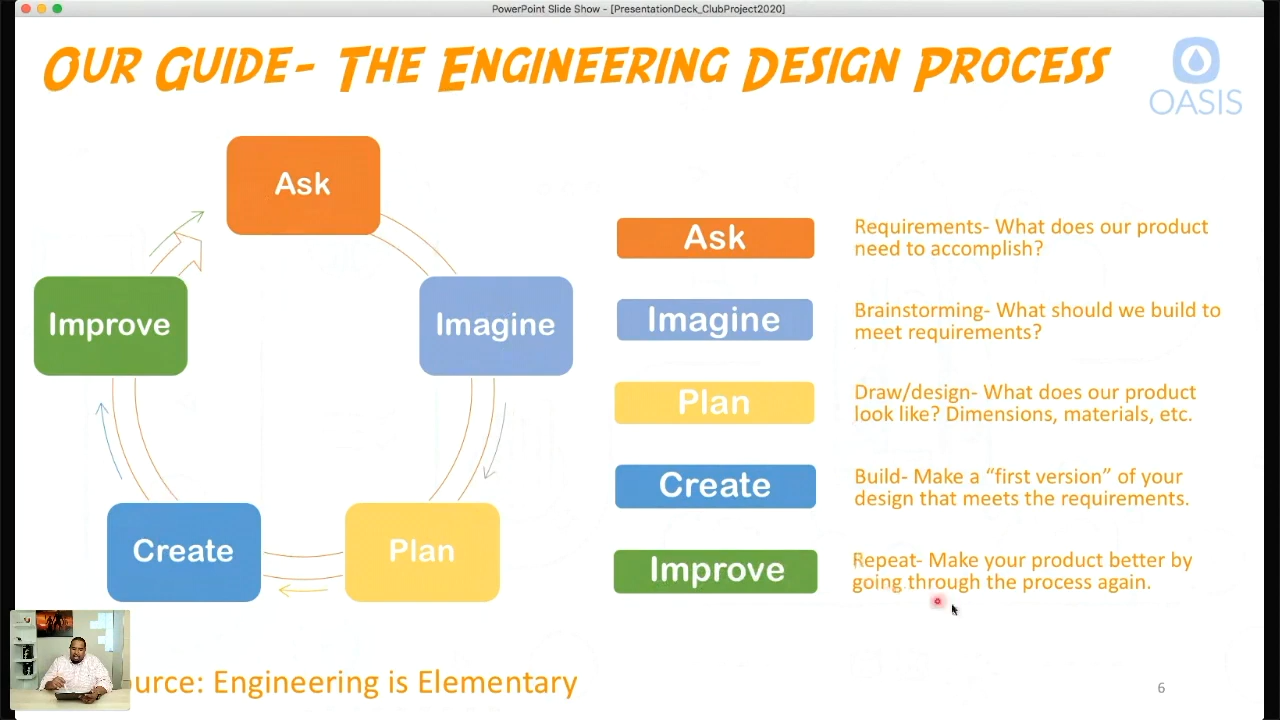 PowerPoint Slide Show - [PresentationDeck_ClubProject2020]
OUR GUIDE- THE ENGINEERING DESIGN PROCESS
OASIS
Ask
Improve
Imagine
Create
Plan
Ask
Requirements- What does our product
need to accomplish?
Imagine
Brainstorming- What should we build to
meet requirements?
Plan
Draw/design- What does our product
look like? Dimensions, materials, etc.
Create
Build- Make a “first version” of your
design that meets the requirements.
Improve
Repeat- Make your product better by
going through the process again.
urce: Engineering is Elementary
6